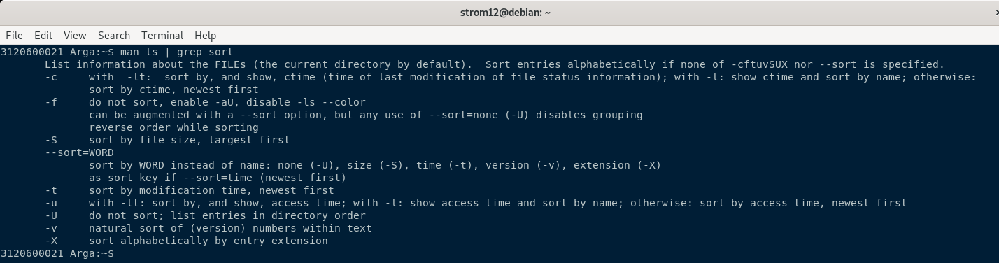 strom12@debian: ~
File Edit View Search Terminal Help
3120600021 Arga:~$ man ls | grep sort
List information about the FILEs (the current directory by default).  Sort entries alphabetically if none of -cftuvSUX nor --sort is specified.
-c     with  -lt:  sort by, and show, ctime (time of last modification of file status information); with -l: show ctime and sort by name; otherwise:
sort by ctime, newest first
-f     do not sort, enable -aU, disable -ls --color
can be augmented with a --sort option, but any use of --sort=none (-U) disables grouping
reverse order while sorting
-S     sort by file size, largest first
--sort=WORD
sort by WORD instead of name: none (-U), size (-S), time (-t), version (-v), extension (-X)
as sort key if --sort=time (newest first)
-t     sort by modification time, newest first
-u     with -lt: sort by, and show, access time; with -l: show access time and sort by name; otherwise: sort by access time, newest first
-U     do not sort; list entries in directory order
-v     natural sort of (version) numbers within text
-X     sort alphabetically by entry extension
3120600021 Arga:~$